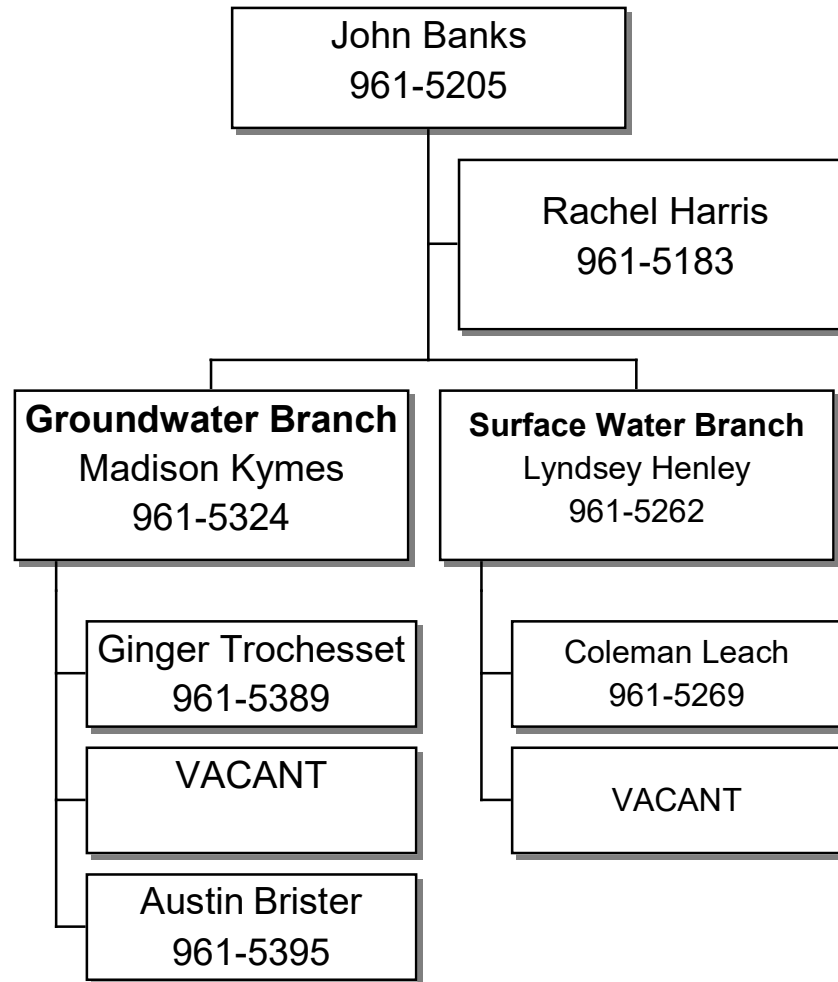 John Banks
961-5205
Rachel Harris
961-5183
Groundwater Branch
Madison Kymes
961-5324
Surface Water Branch
Lyndsey Henley
961-5262
Ginger Trochesset
961-5389
VACANT
Austin Brister
961-5395
Coleman Leach
961-5269
VACANT